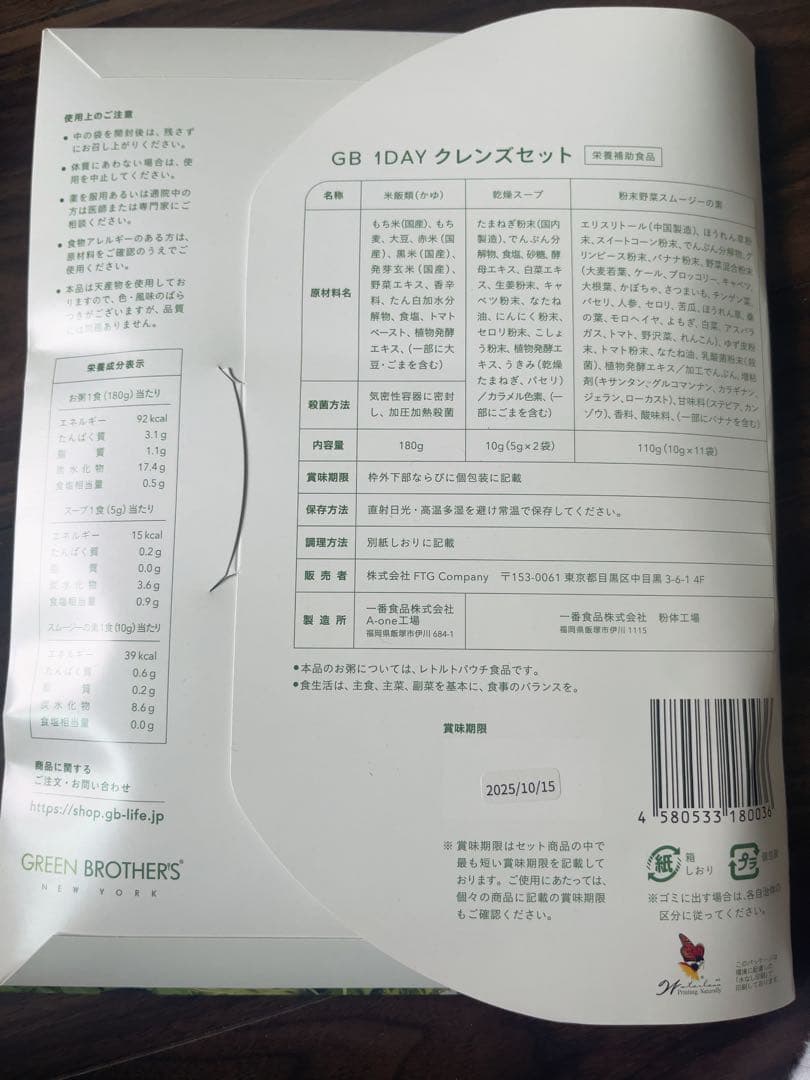 使用上のご注意
● 中の袋を開封後は、残さず
にお召し上がりください。
● 体質にあわない場合は、使
用を中止してください。
● 薬を服用あるいは通院中の
方は医師または専門家にご
相談ください。
● 食物アレルギーのある方は、
原材料をご確認のうえでご
使用ください。
● 本品は天産物を使用してお
りますので、色・風味のばら
つきがございますが、品質
には問題ありません。
栄養成分表示
お粥1食(180g)当たり
エネルギー 92kcal
たんぱく質 3.1g
脂 質 1.1g
炭水化物 17.4g
食塩相当量 0.5g
スープ1食(5g)当たり
エネルギー 15kcal
たんぱく質 0.2g
脂 質 0.0g
炭水化物 3.6g
食塩相当量 0.9g
スムージーの素1食(10g)当たり
エネルギー 39kcal
たんぱく質 0.6g
脂 質 0.2g
炭水化物 8.6g
食塩相当量 0.0g
商品に関する
ご注文・お問い合わせ
https://shop.gb-life.jp
GREEN BROTHER'S®
NEW YORK
GB 1DAY クレンズセット 栄養補助食品
名称 米飯類(かゆ) 乾燥スープ 粉末野菜スムージーの素
原材料名
もち米(国産)、もち
麦、大豆、赤米(国
産)、黒米(国産)、
発芽玄米(国産)、
野菜エキス、香辛
料、たん白加水分
解物、食塩、トマト
ペースト、植物発酵
エキス、(一部に大
豆・ごまを含む)
たまねぎ粉末(国内
製造)、でんぷん分
解物、食塩、砂糖、酵
母エキス、白菜エキ
ス、生姜粉末、キャ
ベツ粉末、なたね
油、にんにく粉末、
セロリ粉末、こしょ
う粉末、植物発酵エ
キス、うきみ(乾燥
たまねぎ、パセリ)
/カラメル色素、(一
部にごまを含む)
エリスリトール(中国製造)、ほうれん草粉
末、スイートコーン粉末、でんぷん分解物、グ
リンピース粉末、バナナ粉末、野菜混合粉末
(大麦若葉、ケール、ブロッコリー、キャベツ、
大根葉、かぼちゃ、さつまいも、チンゲン菜、
パセリ、人参、セロリ、苦瓜、ほうれん草、桑
の葉、モロヘイヤ、よもぎ、白菜、アスパラ
ガス、トマト、野沢菜、れんこん)、ゆず皮粉
末、トマト粉末、なたね油、乳酸菌粉末(殺
菌)、植物発酵エキス/加工でんぷん、増粘
剤(キサンタン、グルコマンナン、カラギナン、
ジェラン、ローカスト)、甘味料(ステビア、カン
ゾウ)、香料、酸味料、(一部にバナナを含む)
殺菌方法 気密性容器に密封
し、加圧加熱殺菌
内容量 180g 10g(5g×2袋) 110g(10g×11袋)
賞味期限 枠外下部ならびに個包装に記載
保存方法 直射日光・高温多湿を避け常温で保存してください。
調理方法 別紙しおりに記載
販売者 株式会社 FTG Company 〒153-0061 東京都目黒区中目黒 3-6-1 4F
製造所 一番食品株式会社
A-one工場
福岡県飯塚市伊川 684-1
一番食品株式会社 粉体工場
福岡県飯塚市伊川 1115
●本品のお粥については、レトルトパウチ食品です。
●食生活は、主食、主菜、副菜を基本に、食事のバランスを。
賞味期限
2025/10/15
※賞味期限はセット商品の中で
最も短い賞味期限を記載して
おります。ご使用にあたっては、
個々の商品に記載の賞味期限
もご確認ください。
4 580533 180036
紙 箱
しおり
プラ 個包装
※ゴミに出す場合は、各自治体の
区分に従ってください。
Waterless
Printing. Naturally
このパッケージは
環境に配慮した
「水なし印刷」で
印刷しております。